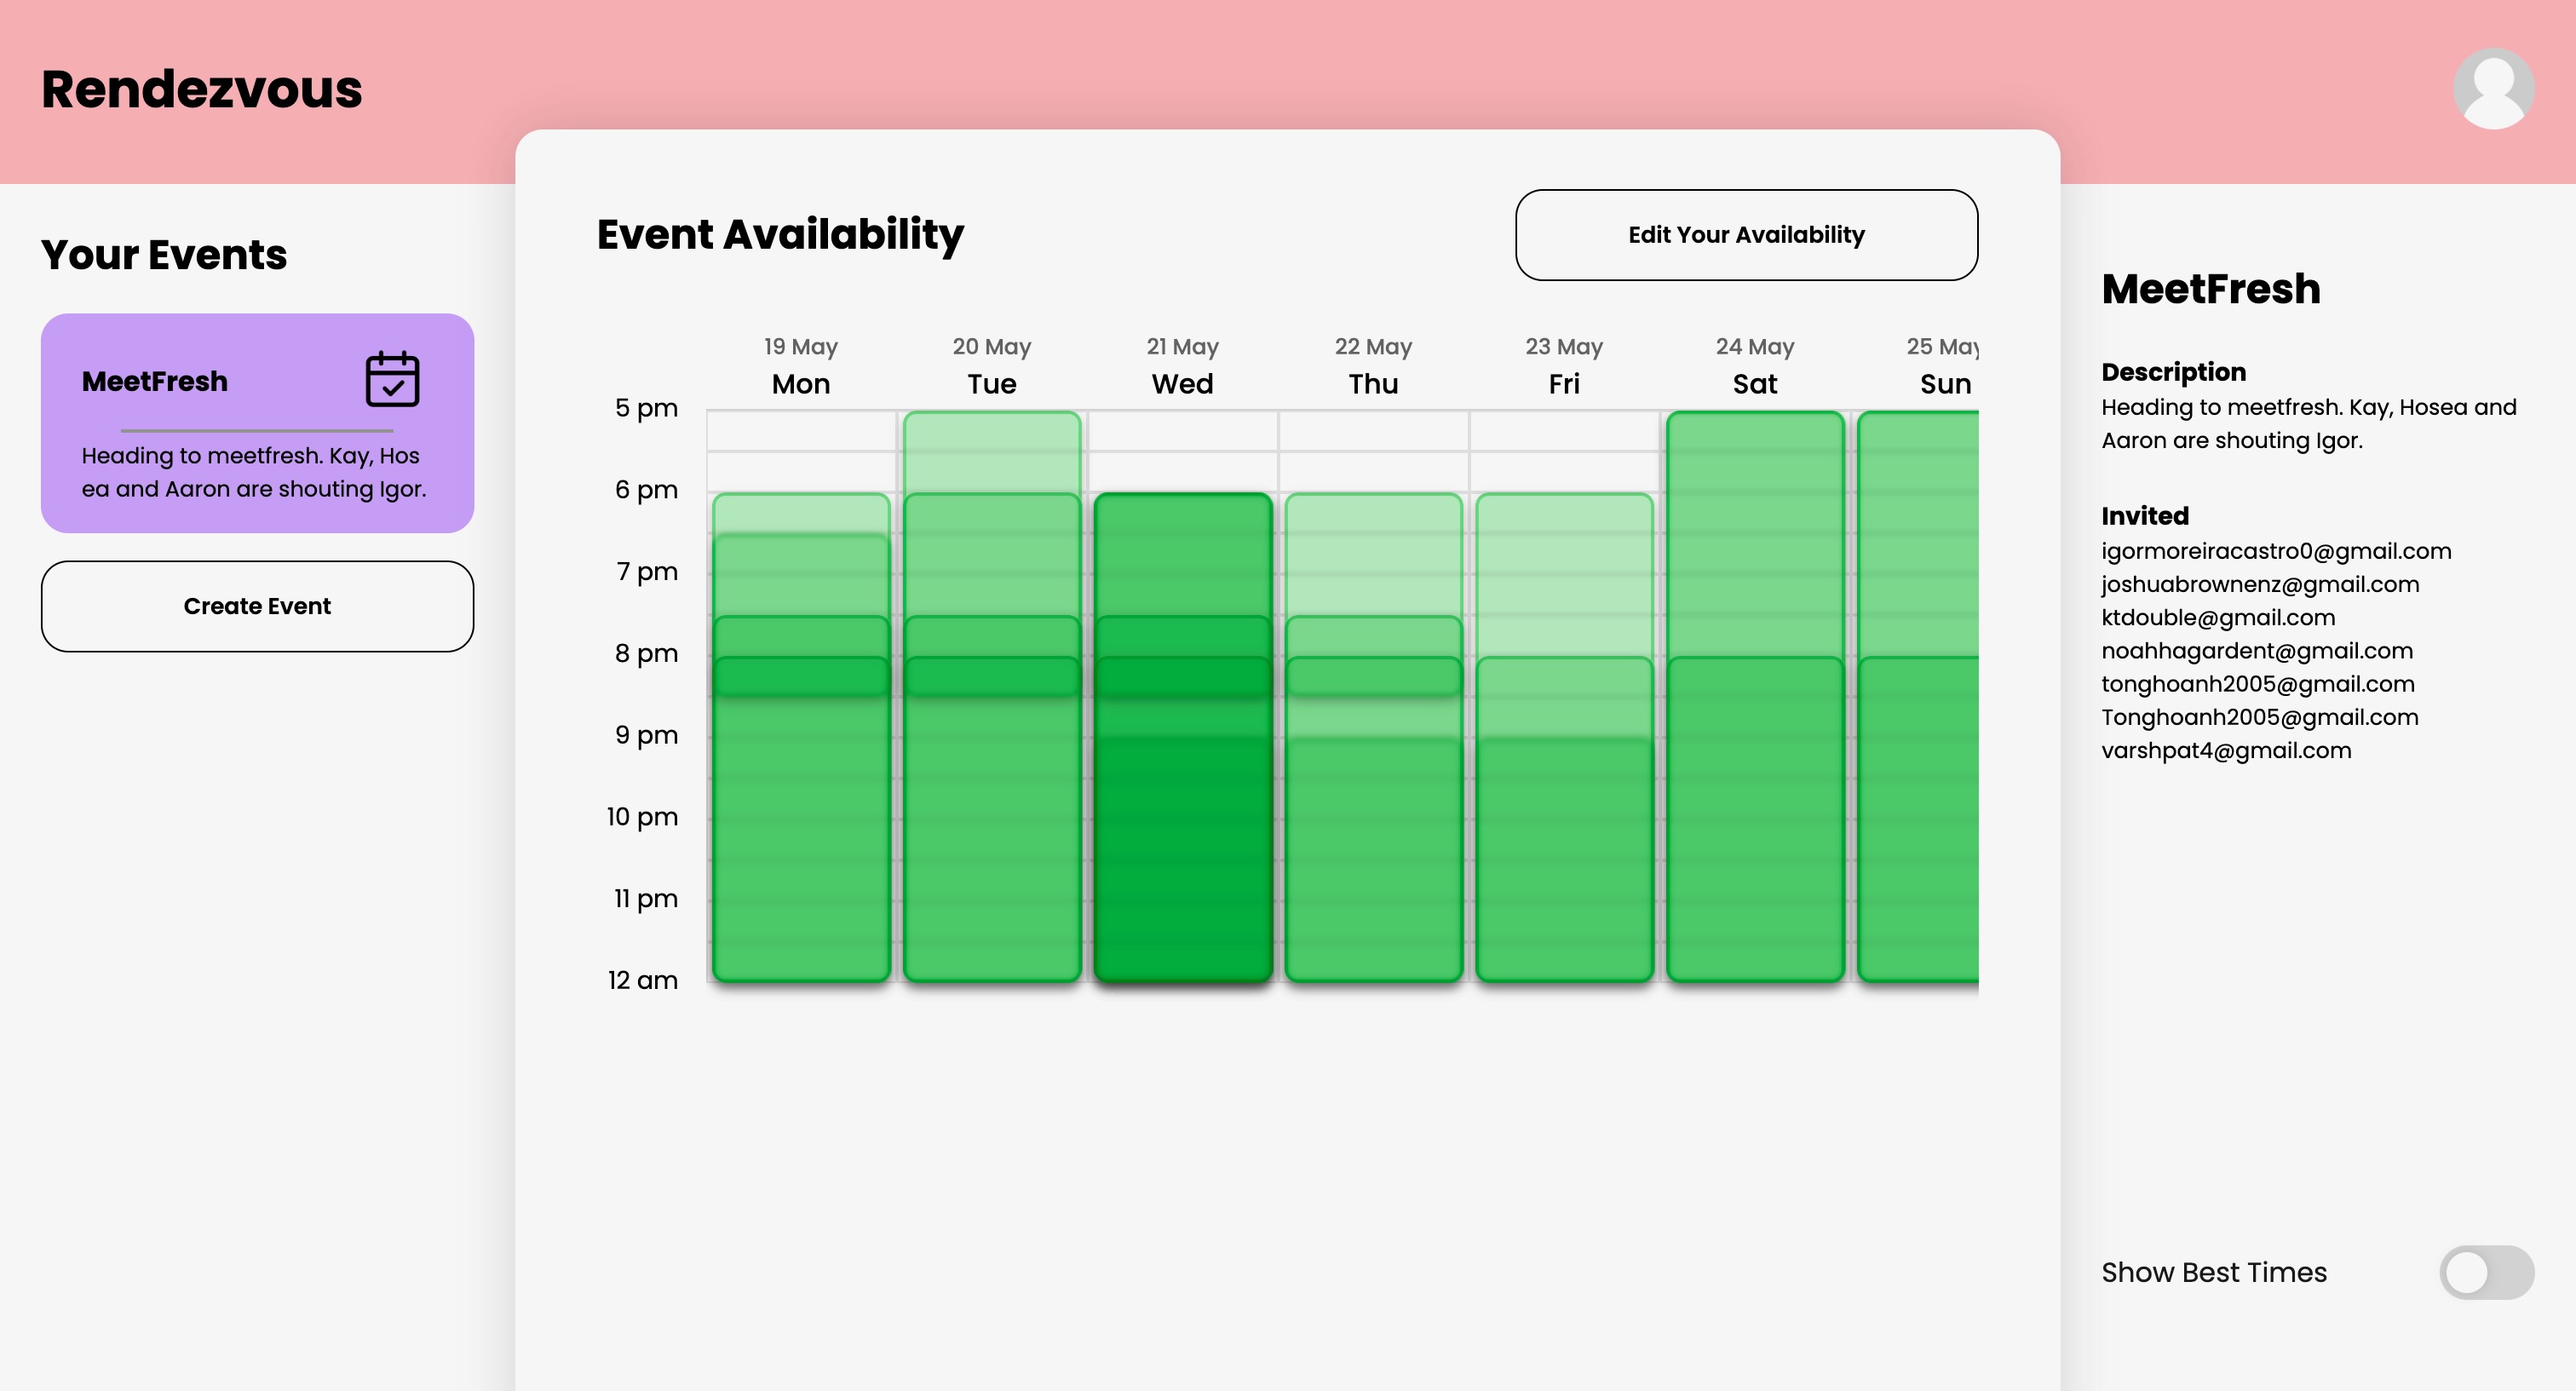 Rendezvous
Your Events
MeetFresh
Heading to meetfresh. Kay, Hos
ea and Aaron are shouting Igor.
Create Event
Event Availability
Edit Your Availability
19 May
20 May
21 May
22 May
23 May
24 May
25 May
Mon
Tue
Wed
Thu
Fri
Sat
Sun
5 pm
6 pm
7 pm
8 pm
9 pm
10 pm
11 pm
12 am
MeetFresh
Description
Heading to meetfresh. Kay, Hosea and
Aaron are shouting Igor.
Invited
igormoreiracastro0@gmail.com
joshuabrownenz@gmail.com
ktdouble@gmail.com
noahhagardent@gmail.com
tonghoanh2005@gmail.com
Tonghoanh2005@gmail.com
varshpat4@gmail.com
Show Best Times